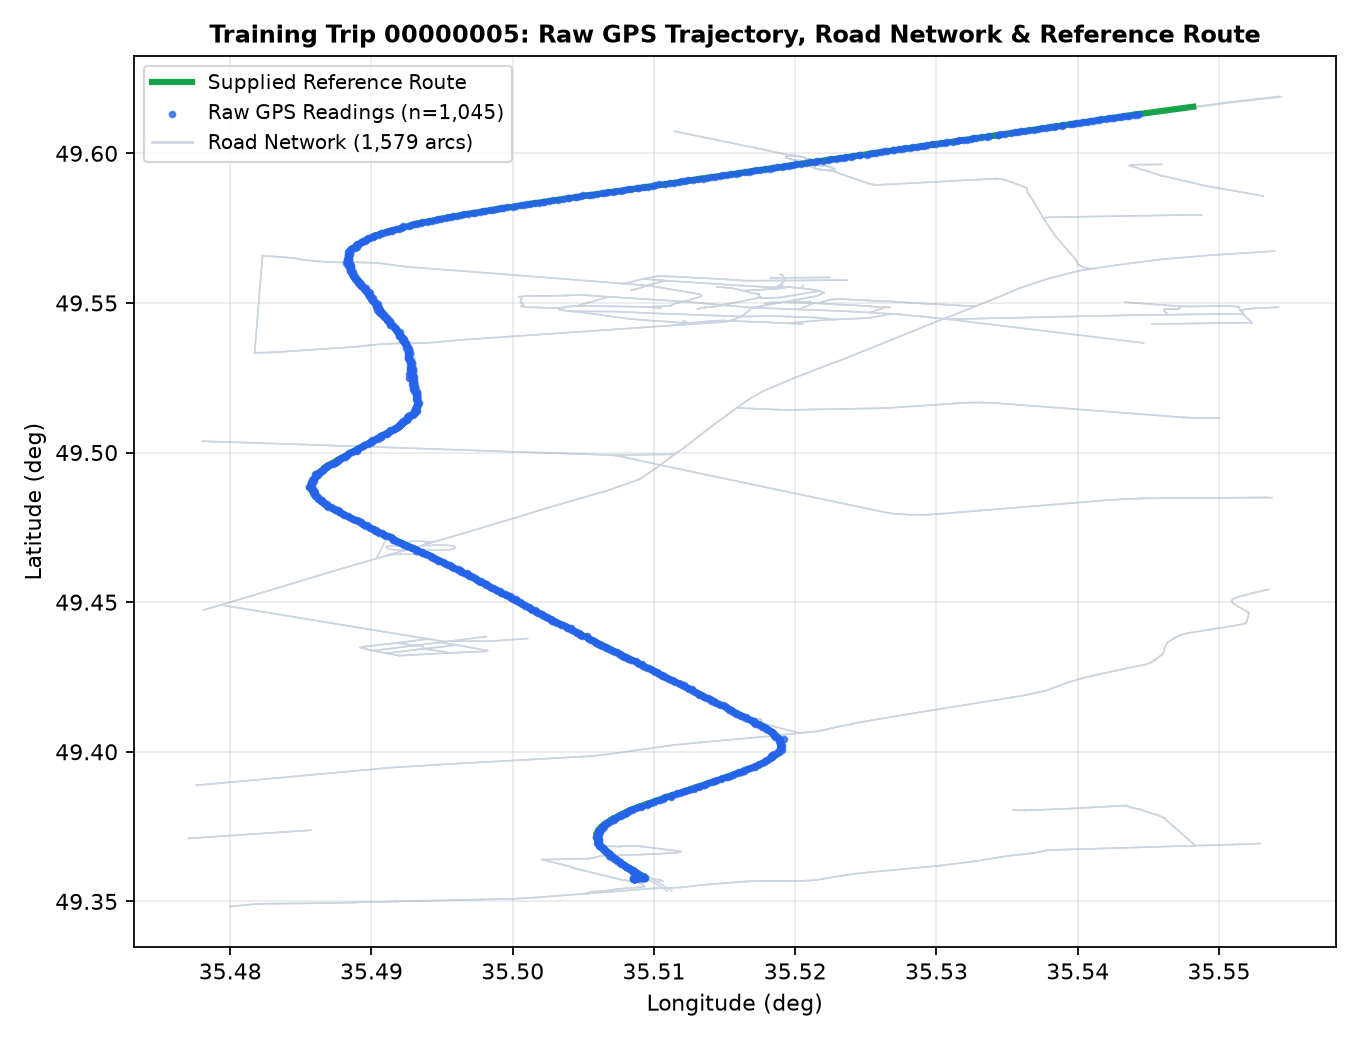 Training Trip 00000005: Raw GPS Trajectory, Road Network & Reference Route
Supplied Reference Route
Raw GPS Readings (n=1,045)
Road Network (1,579 arcs)
49.60
49.55
49.50
49.45
49.40
49.35
Latitude (deg)
35.48 35.49 35.50 35.51 35.52 35.53 35.54 35.55
Longitude (deg)